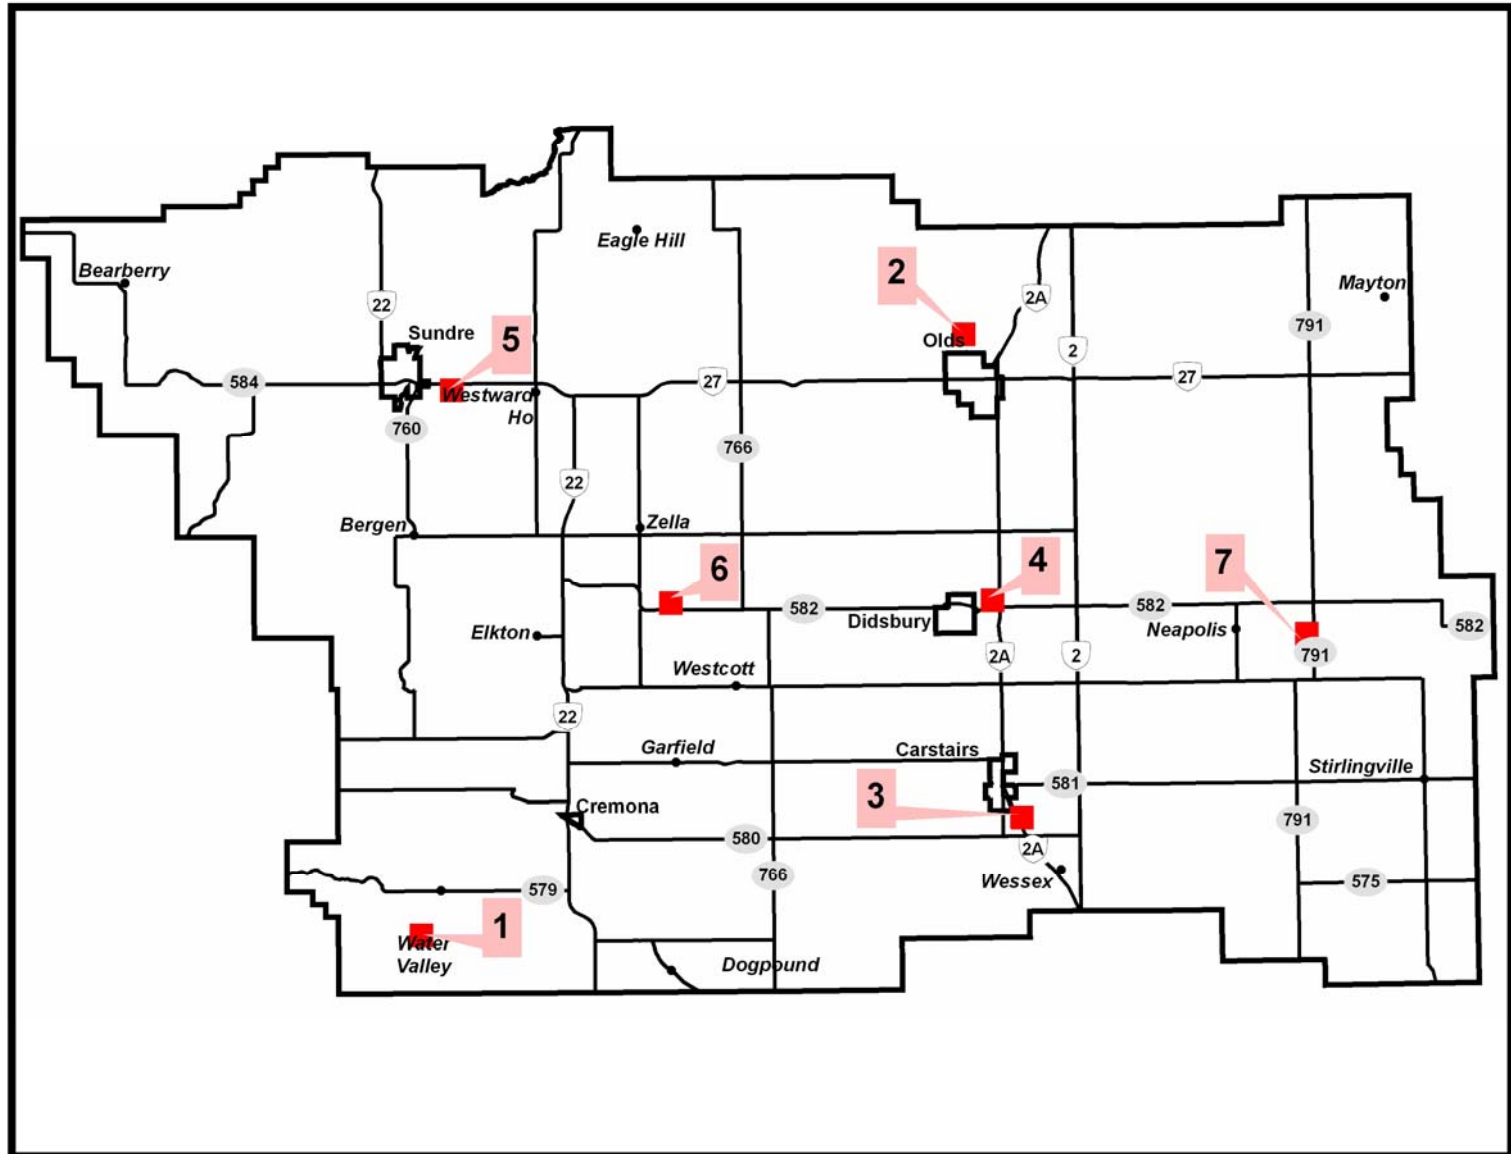 Eagle Hill
Bearberry
2
Mayton
2A
22
791
Sundre
5
Olds
2
584
27
27
Westward
Ho
760
766
22
Bergen
Zella
6
4
7
582
582
Didsbury
Neapolis
582
Elkton
2A
2
791
Westcott
22
Garfield
Carstairs
Stirlingville
581
3
Cremona
791
580
2A
766
Wessex
575
579
1
Water
Valley
Dogpound